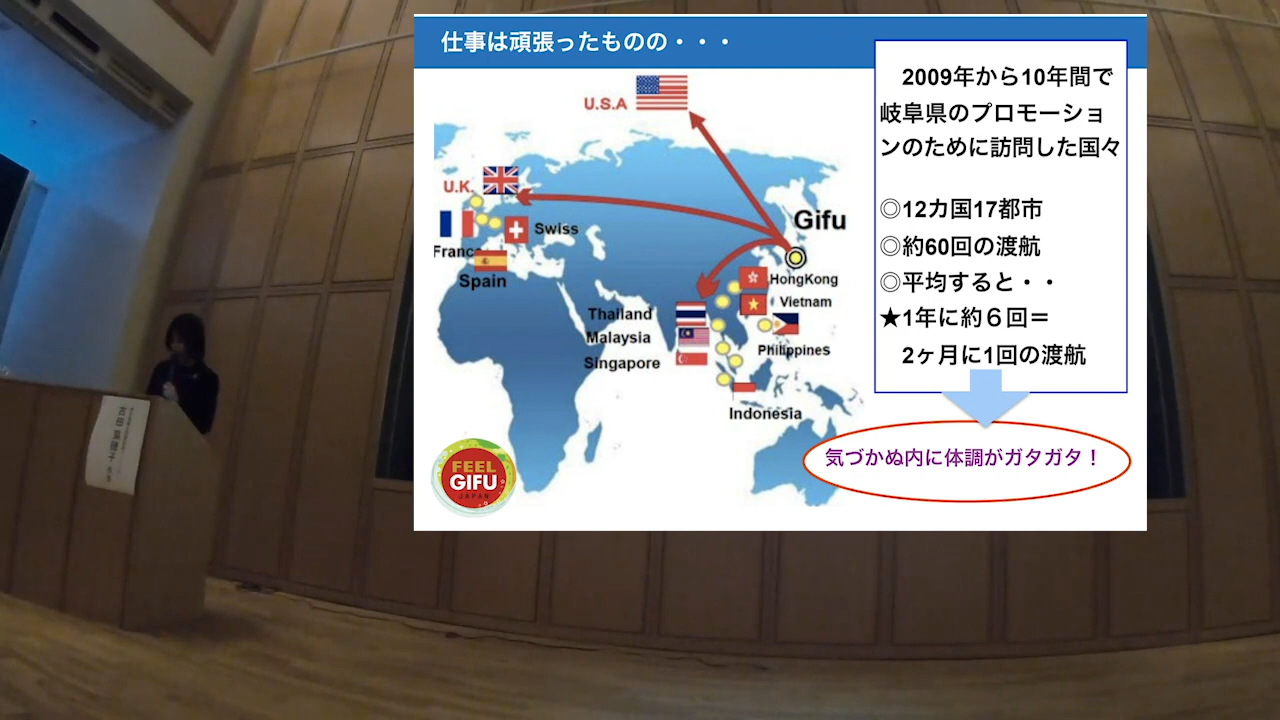 仕事は頑張ったものの・・・
2009年から10年間で
岐阜県のプロモーショ
ンのために訪問した国々
◎12カ国17都市
◎約60回の渡航
◎平均すると・・
★1年に約６回＝
2ヶ月に1回の渡航
気づかぬ内に体調がガタガタ！
U.S.A
U.K.
Gifu
Swiss
Franc
Spain
HongKong
Vietnam
Thailand
Malaysia
Philippines
Singapore
Indonesia
FEEL
GIFU
JAPAN